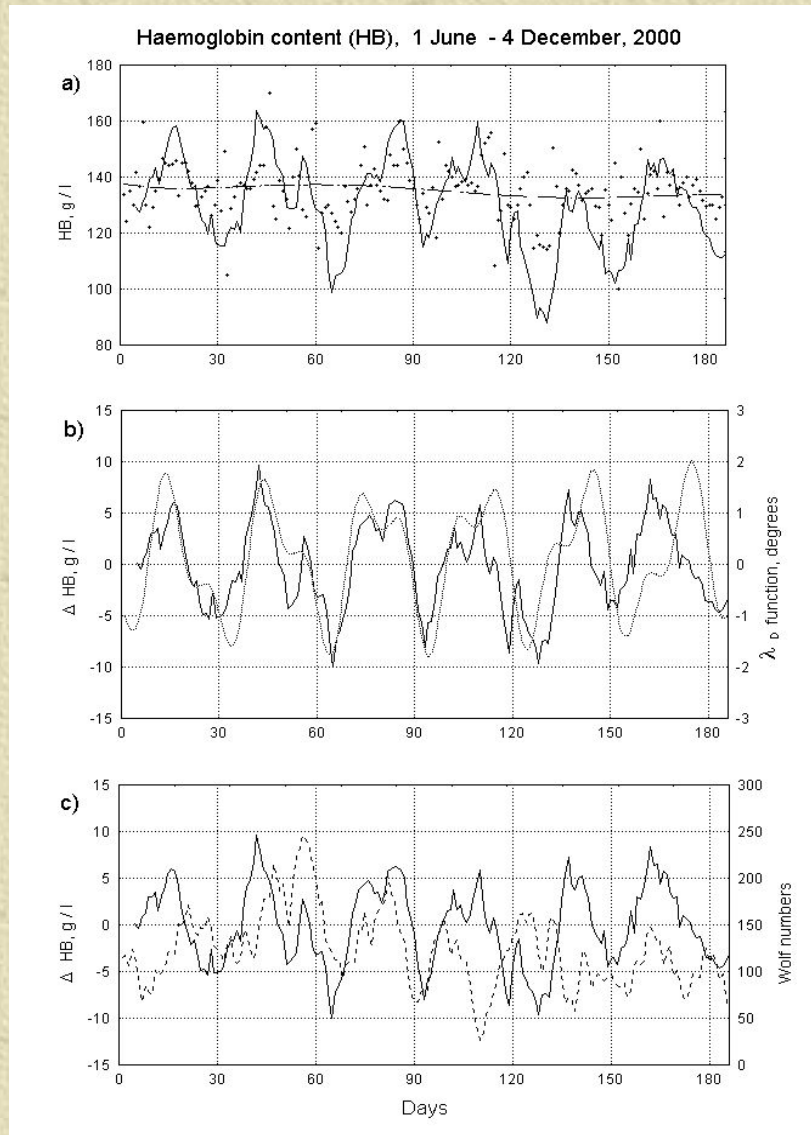 Haemoglobin content (HB), 1 June - 4 December, 2000
a)
HB, g / l
180
160
140
120
100
80
0 30 60 90 120 150 180
b)
Δ HB, g / l
15
10
5
0
-5
-10
-15
3
2
1
0
-1
-2
-3
λ D function, degrees
0 30 60 90 120 150 180
c)
Δ HB, g / l
15
10
5
0
-5
-10
-15
300
250
200
150
100
50
0
Wolf numbers
0 30 60 90 120 150 180
Days